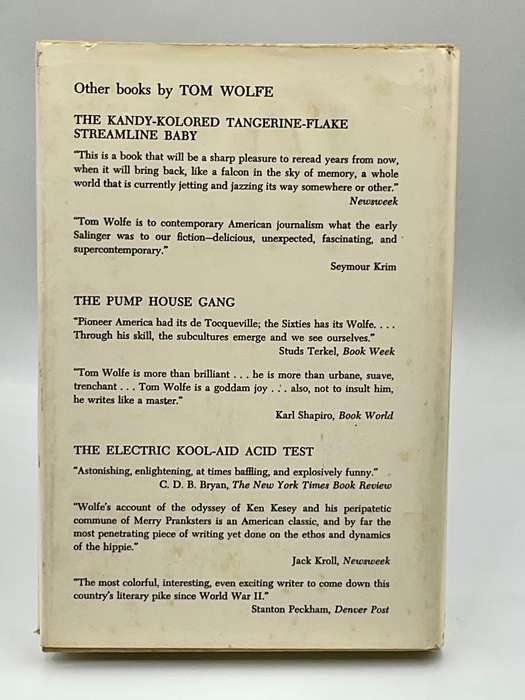 Other books by TOM WOLFE
THE KANDY-KOLORED TANGERINE-FLAKE
STREAMLINE BABY
"This is a book that will be a sharp pleasure to reread years from now,
when it will bring back, like a falcon in the sky of memory, a whole
world that is currently jetting and jazzing its way somewhere or other."
Newsweek
"Tom Wolfe is to contemporary American journalism what the early
Salinger was to our fiction—delicious, unexpected, fascinating, and
supercontemporary."
Seymour Krim
THE PUMP HOUSE GANG
"Pioneer America had its de Tocqueville; the Sixties has its Wolfe. . . .
Through his skill, the subcultures emerge and we see ourselves."
Studs Terkel, Book Week
"Tom Wolfe is more than brilliant . . . he is more than urbane, suave,
trenchant . . . Tom Wolfe is a goddam joy . . . also, not to insult him,
he writes like a master."
Karl Shapiro, Book World
THE ELECTRIC KOOL-AID ACID TEST
"Astonishing, enlightening, at times baffling, and explosively funny."
C. D. B. Bryan, The New York Times Book Review
"Wolfe's account of the odyssey of Ken Kesey and his peripatetic
commune of Merry Pranksters is an American classic, and by far the
most penetrating piece of writing yet done on the ethos and dynamics
of the hippie."
Jack Kroll, Newsweek
"The most colorful, interesting, even exciting writer to come down this
country's literary pike since World War II."
Stanton Peckham, Denver Post